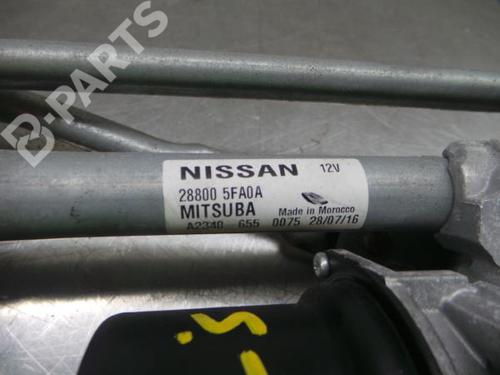 B-PARTS
NISSAN 12V
28800 5FA0A
MITSUBA Made in Morocco
A2340 655 0075 28/07/16
S.